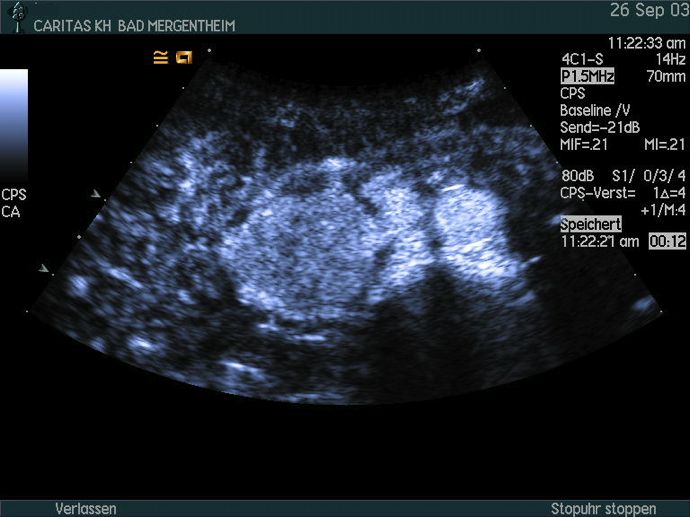 26 Sep 03
CARITAS KH BAD MERGENTHEIM
11:22:33 am
4C1-S 14Hz
P1.5MHz 70mm
CPS
Baseline /V
Send=-21dB
MIF=.21 MI=.21
80dB S1/ 0/3/ 4
CPS-Verst= 1△=4
+1/M:4
Speichert
11:22:21 am 00:12
CPS
CA
Verlassen Stopuhr stoppen